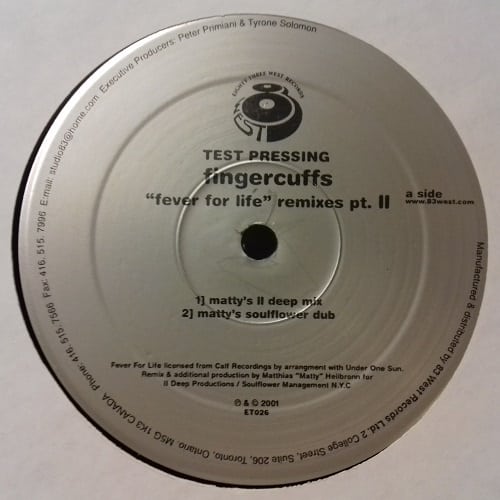 Executive Producers: Peter Primiani & Tyrone Solomon
EIGHTY THREE WEST RECORDS
83
WEST
TEST PRESSING
fingercuffs
"fever for life" remixes pt. II
a side
www.83west.com
1] matty's II deep mix
2] matty's soulflower dub
Fever For Life licensed from Calf Recordings by arrangment with Under One Sun.
Remix & additional production by Matthias "Matty" Heilbronn for
II Deep Productions / Soulflower Management N.Y.C
℗ & © 2001
ET026
Manufactured & distributed by 83 West Records Ltd. 2 College Street, Suite 206, Toronto, Ontario M5G 1K3 CANADA Phone: 416. 515. 7566 Fax: 416. 515. 7996 E:mail: studio83@home.com